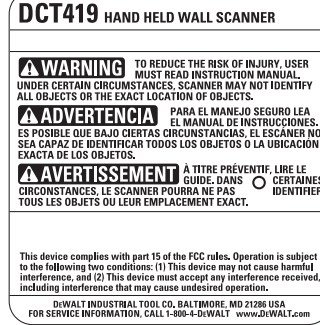 DCT419 HAND HELD WALL SCANNER
WARNING TO REDUCE THE RISK OF INJURY, USER
MUST READ INSTRUCTION MANUAL.
UNDER CERTAIN CIRCUMSTANCES, SCANNER MAY NOT IDENTIFY
ALL OBJECTS OR THE EXACT LOCATION OF OBJECTS.
ADVERTENCIA PARA EL MANEJO SEGURO LEA
EL MANUAL DE INSTRUCCIONES.
ES POSIBLE QUE BAJO CIERTAS CIRCUNSTANCIAS, EL ESCÁNER NO
SEA CAPAZ DE IDENTIFICAR TODOS LOS OBJETOS O LA UBICACIÓN
EXACTA DE LOS OBJETOS.
AVERTISSEMENT À TITRE PRÉVENTIF, LIRE LE
GUIDE. DANS CERTAINES
CIRCONSTANCES, LE SCANNER POURRA NE PAS IDENTIFIER
TOUS LES OBJETS OU LEUR EMPLACEMENT EXACT.
This device complies with part 15 of the FCC rules. Operation is subject
to the following two conditions: (1) This device may not cause harmful
interference, and (2) This device must accept any interference received,
including interference that may cause undesired operation.
DEWALT INDUSTRIAL TOOL CO. BALTIMORE, MD 21286 USA
FOR SERVICE INFORMATION, CALL 1-800-4-DEWALT www.DEWALT.com